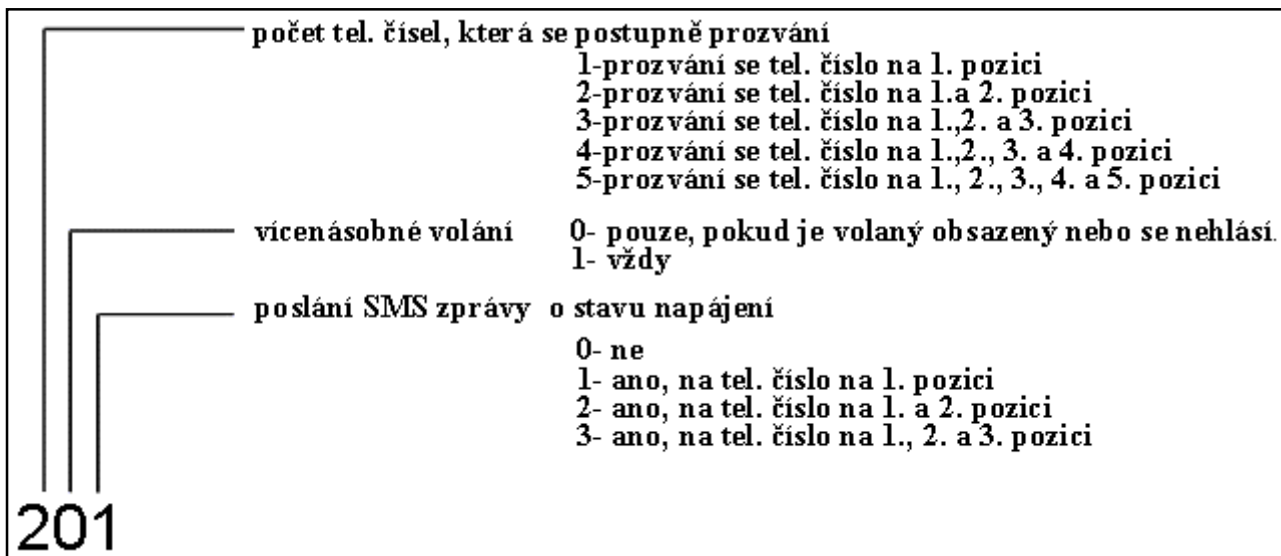 počet tel. čísel, která se postupně prozvání
1-prozvání se tel. číslo na 1. pozici
2-prozvání se tel. číslo na 1.a 2. pozici
3-prozvání se tel. číslo na 1.,2. a 3. pozici
4-prozvání se tel. číslo na 1.,2., 3. a 4. pozici
5-prozvání se tel. číslo na 1., 2., 3., 4. a 5. pozici
vícenásobné volání 0- pouze, pokud je volaný obsazený nebo se nehlásí.
1- vždy
poslání SMS zprávy o stavu napájení
0- ne
1- ano, na tel. číslo na 1. pozici
2- ano, na tel. číslo na 1. a 2. pozici
3- ano, na tel. číslo na 1., 2. a 3. pozici
201